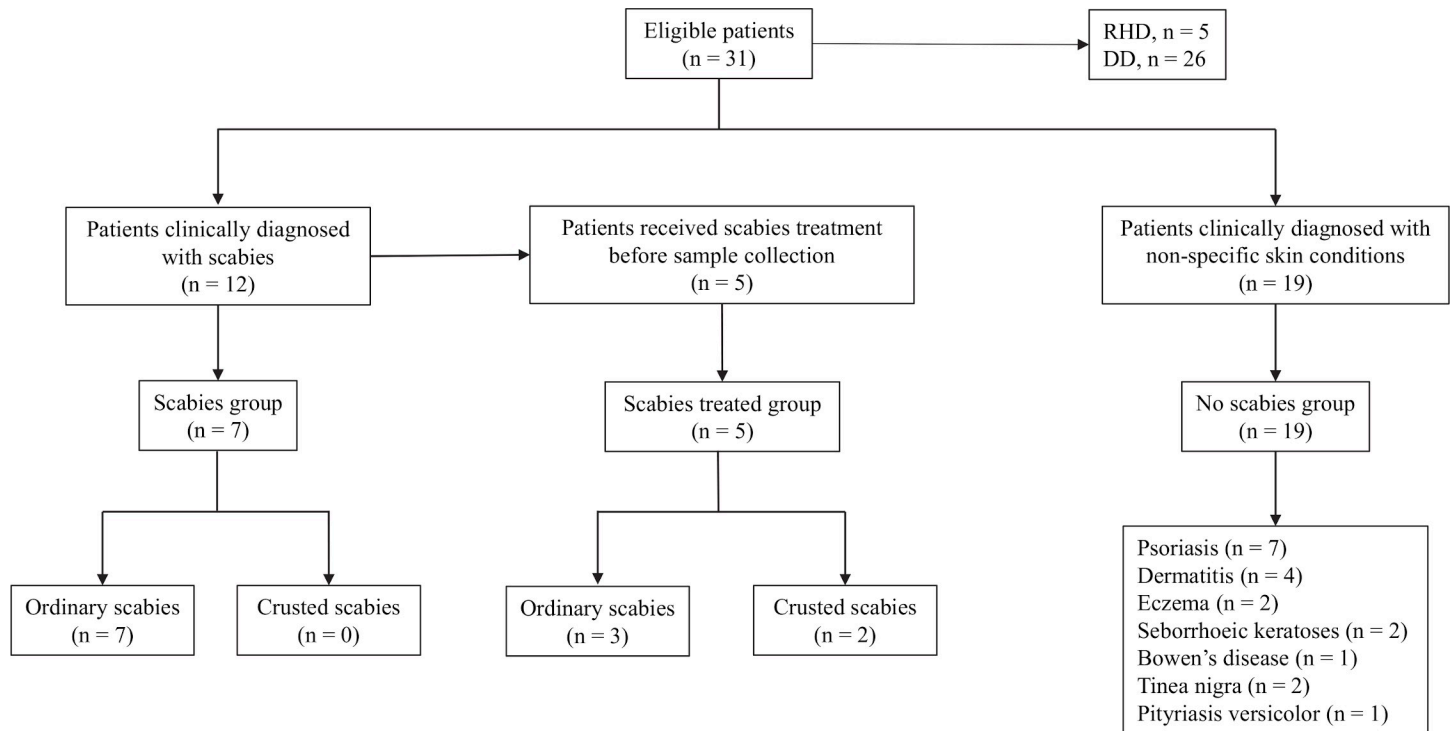 Eligible patients
(n = 31)
RHD, n = 5
DD, n = 26
Patients clinically diagnosed
with scabies
(n = 12)
Patients received scabies treatment
before sample collection
(n = 5)
Patients clinically diagnosed with
non-specific skin conditions
(n = 19)
Scabies group
(n = 7)
Scabies treated group
(n = 5)
No scabies group
(n = 19)
Ordinary scabies
(n = 7)
Crusted scabies
(n = 0)
Ordinary scabies
(n = 3)
Crusted scabies
(n = 2)
Psoriasis (n = 7)
Dermatitis (n = 4)
Eczema (n = 2)
Seborrhoeic keratoses (n = 2)
Bowen's disease (n = 1)
Tinea nigra (n = 2)
Pityriasis versicolor (n = 1)